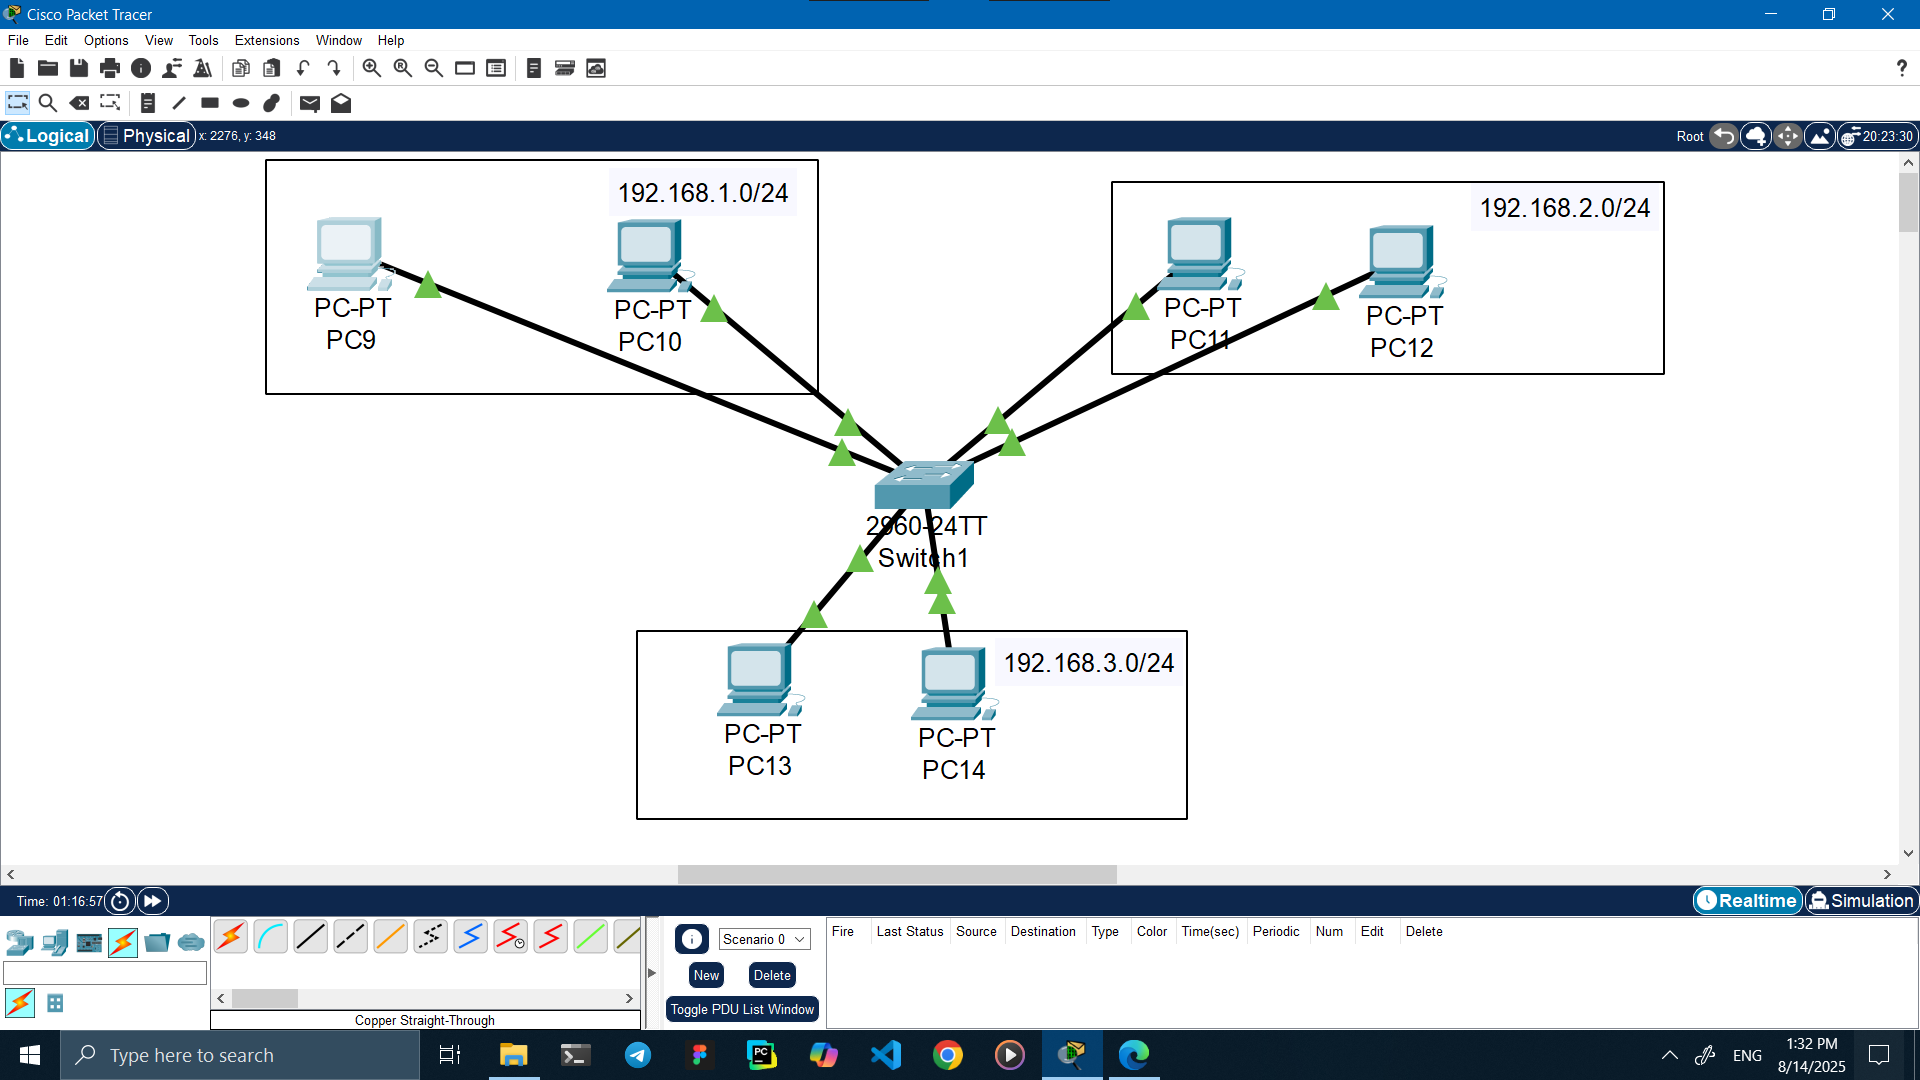 Cisco Packet Tracer
File Edit Options View Tools Extensions Window Help
?
Logical Physical x: 2276, y: 348 Root 20:23:30
192.168.1.0/24
PC-PT
PC9
PC-PT
PC10
192.168.2.0/24
PC-PT
PC11
PC-PT
PC12
2960-24TT
Switch1
192.168.3.0/24
PC-PT
PC13
PC-PT
PC14
Time: 01:16:57 Realtime Simulation
Scenario 0
New Delete
Toggle PDU List Window
Fire Last Status Source Destination Type Color Time(sec) Periodic Num Edit Delete
Copper Straight-Through
Type here to search
PC
ENG
1:32 PM
8/14/2025